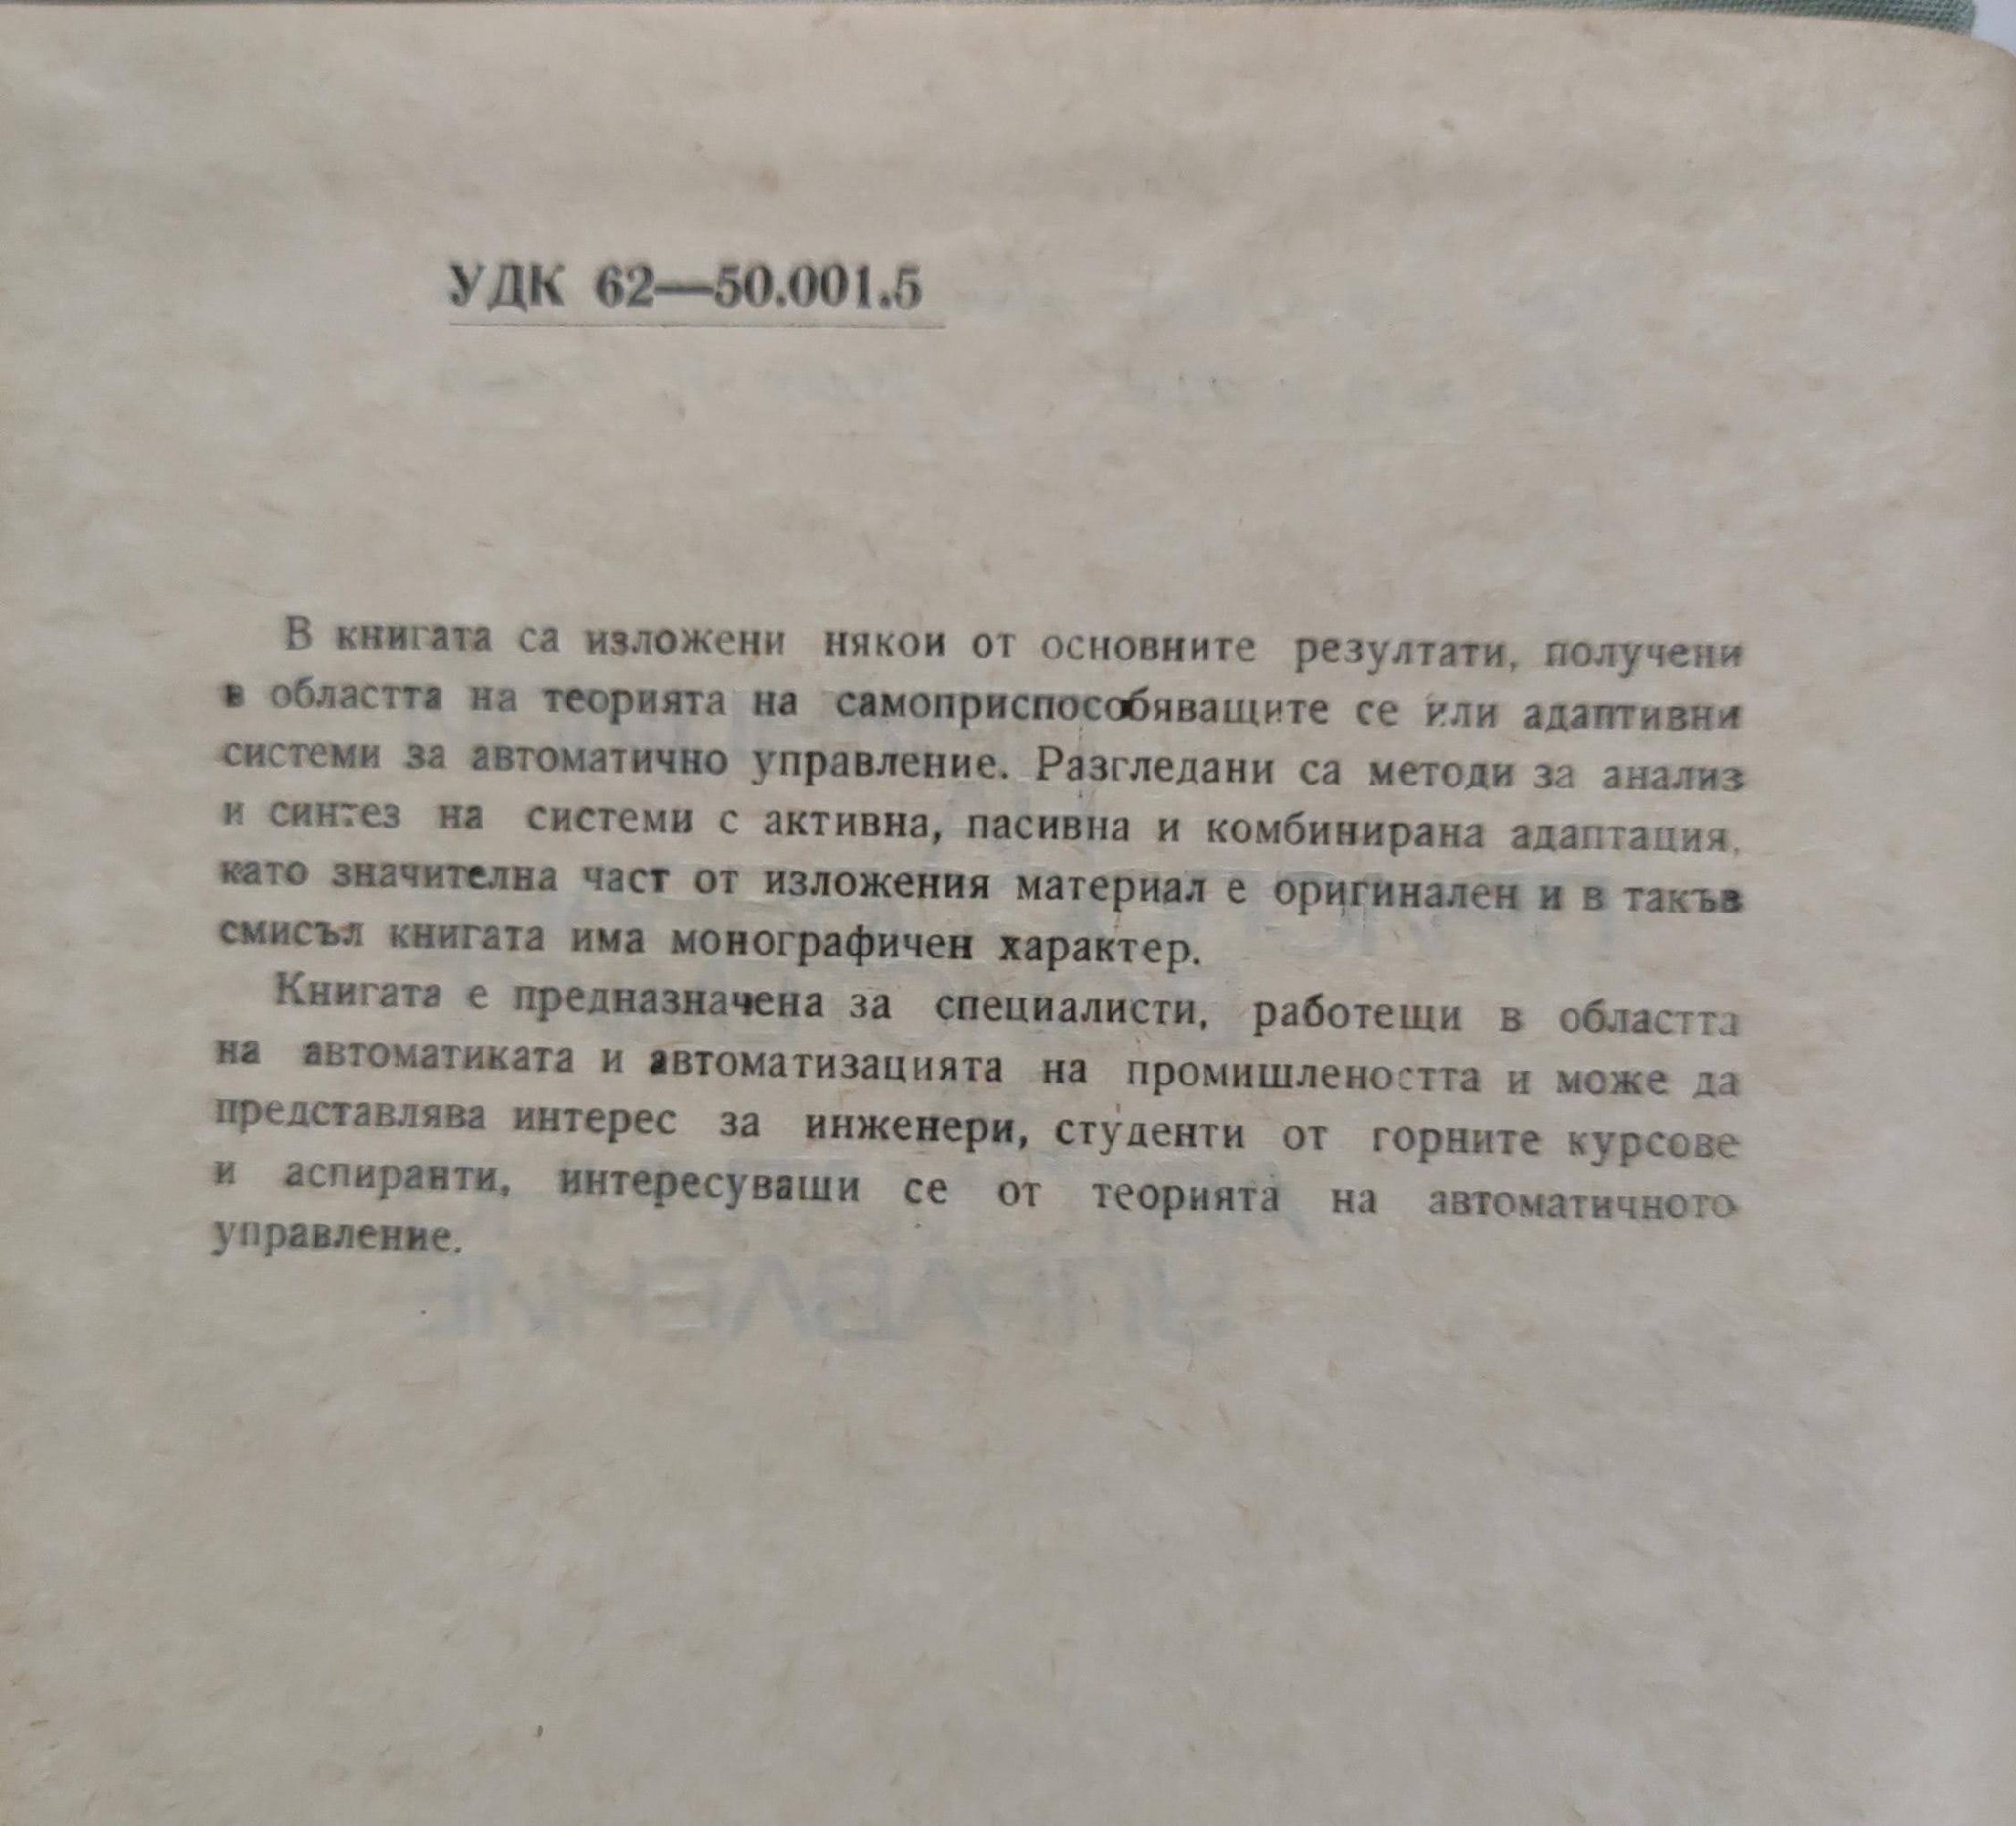 УДК 62—50.001.5
В книгата са изложени някои от основните резултати, получени
в областта на теорията на самоприспособяващите се или адаптивни
системи за автоматично управление. Разгледани са методи за анализ
и синтез на системи с активна, пасивна и комбинирана адаптация,
като значителна част от изложения материал е оригинален и в такъв
смисъл книгата има монографичен характер.
Книгата е предназначена за специалисти, работещи в областта
на автоматиката и автоматизацията на промишлеността и може да
представлява интерес за инженери, студенти от горните курсове
и аспиранти, интересуващи се от теорията на автоматичното
управление.
УПРАВЛЕНИЕ